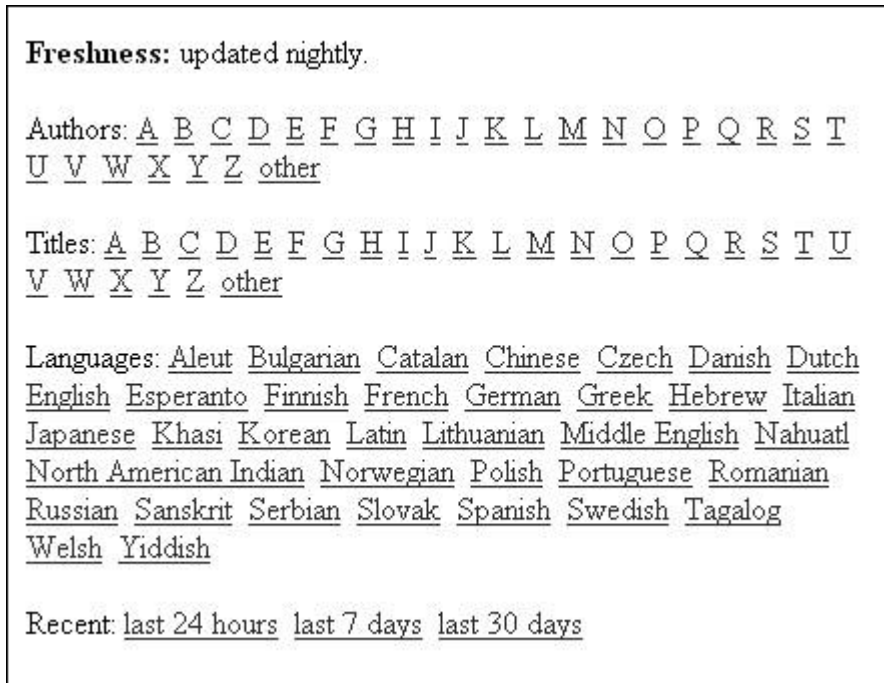 Freshness: updated nightly.
Authors: A B C D E F G H I J K L M N O P Q R S T
U V W X Y Z other
Titles: A B C D E F G H I J K L M N O P Q R S T U
V W X Y Z other
Languages: Aleut Bulgarian Catalan Chinese Czech Danish Dutch
English Esperanto Finnish French German Greek Hebrew Italian
Japanese Khasi Korean Latin Lithuanian Middle English Nahuatl
North American Indian Norwegian Polish Portuguese Romanian
Russian Sanskrit Serbian Slovak Spanish Swedish Tagalog
Welsh Yiddish
Recent: last 24 hours last 7 days last 30 days